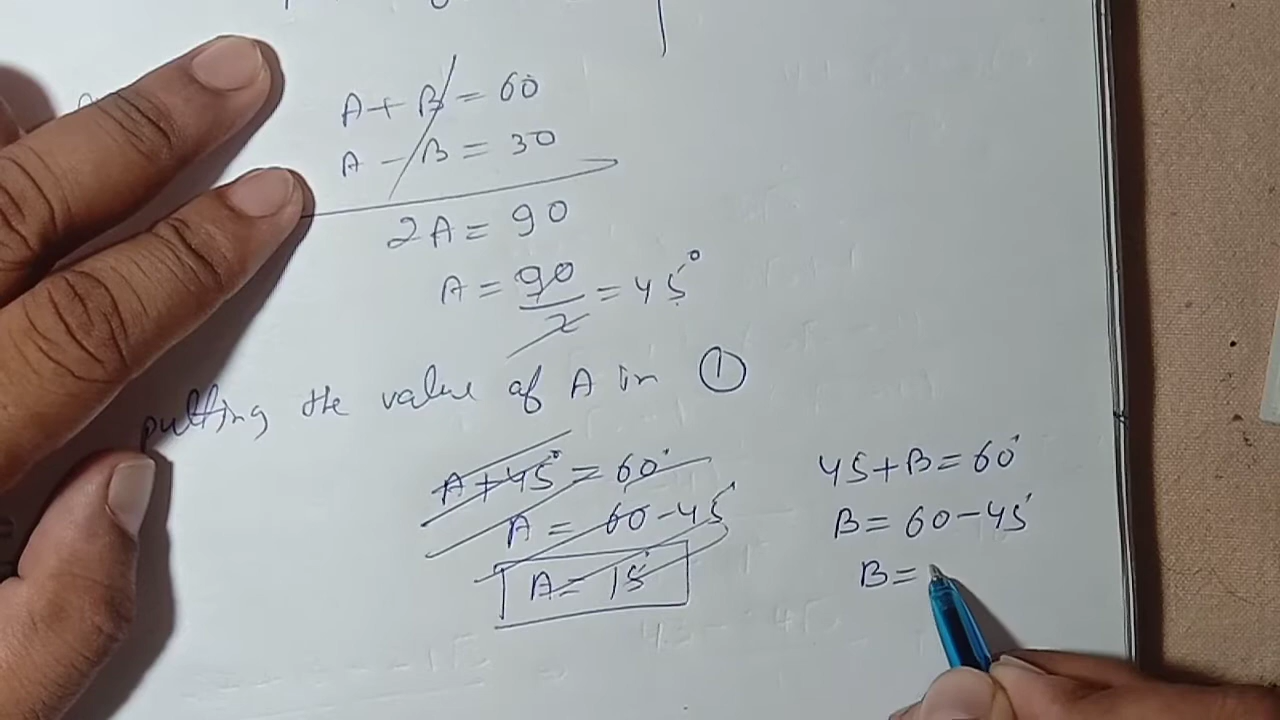 A + B = 60
A - B = 30
2A = 90
A = 90/2 = 45°
putting the value of A in ①
A + 45° = 60°
A = 60 - 45°
A = 15°
45 + B = 60°
B = 60 - 45°
B =